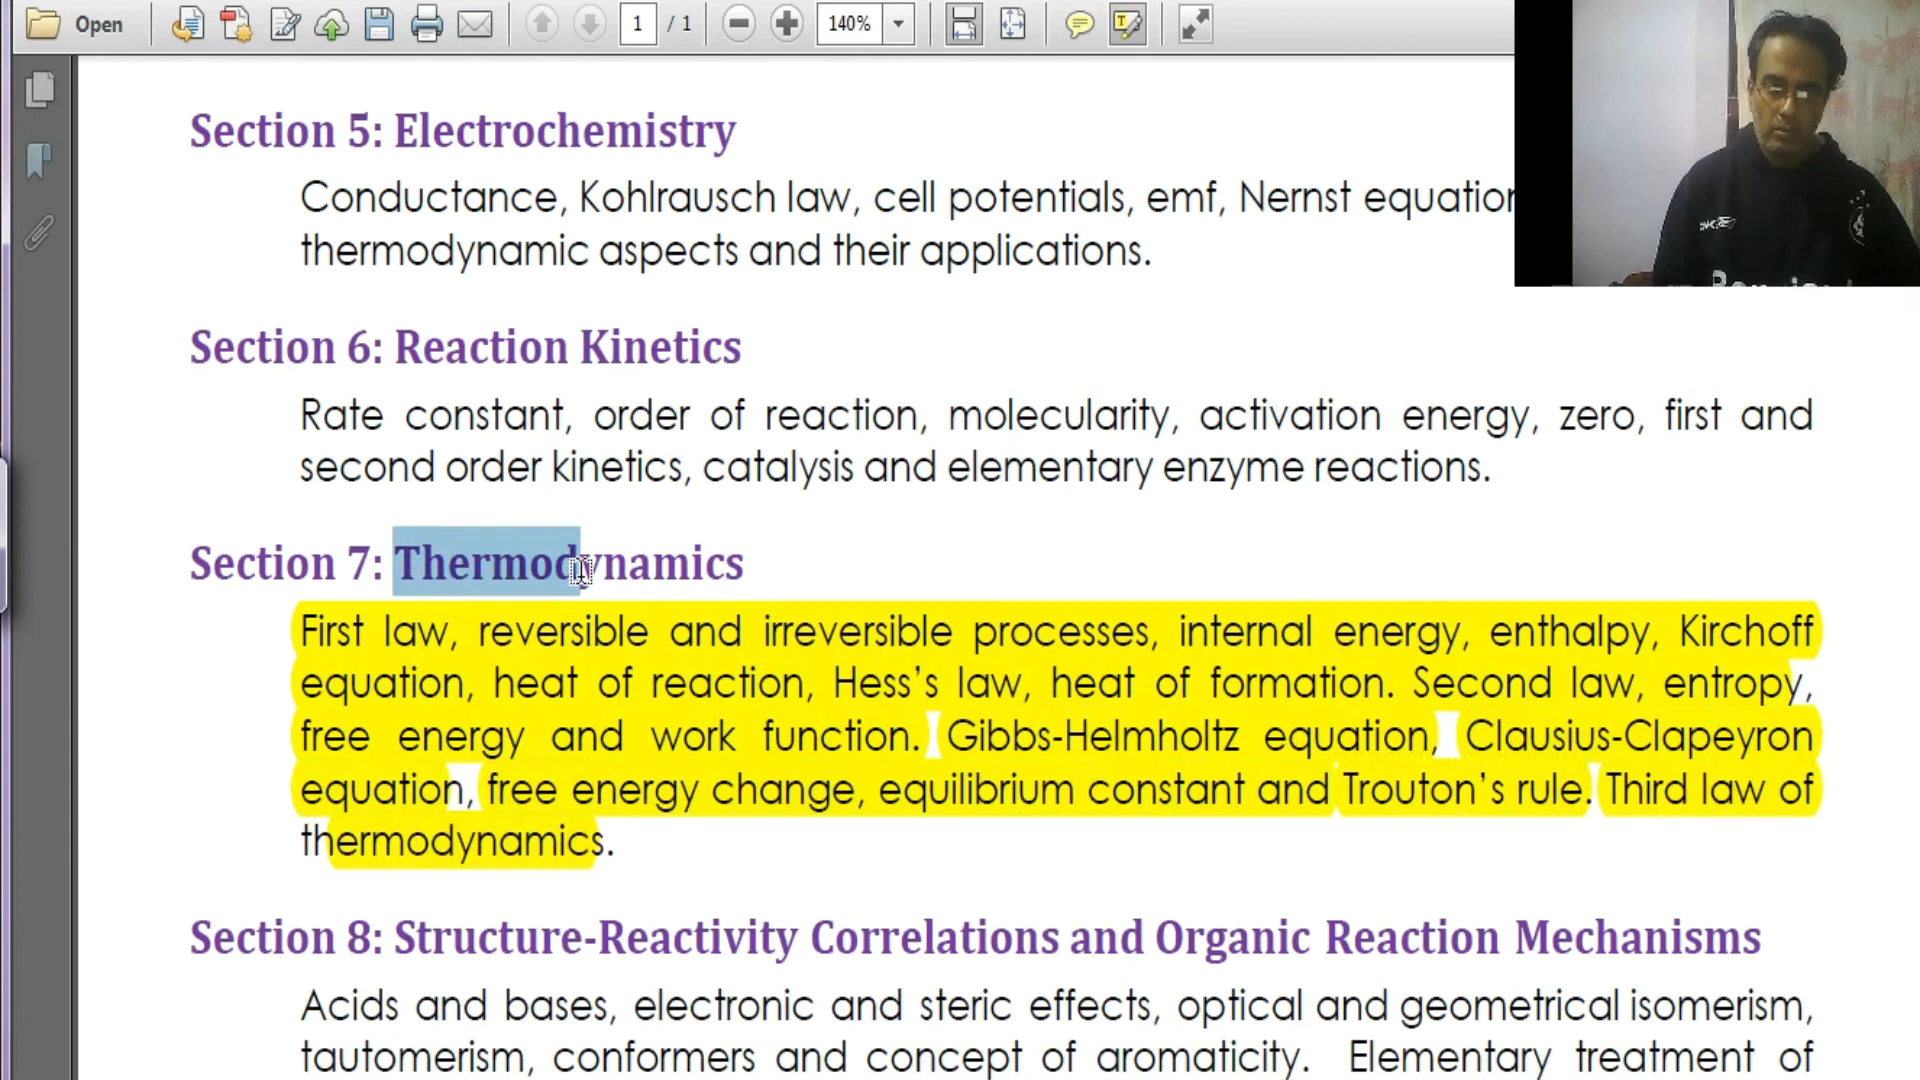 Open
1 / 1
140%
Section 5: Electrochemistry
Conductance, Kohlrausch law, cell potentials, emf, Nernst
thermodynamic aspects and their applications.
Section 6: Reaction Kinetics
Rate constant, order of reaction, molecularity, activation energy, zero, first and
second order kinetics, catalysis and elementary enzyme reactions.
Section 7: Thermodynamics
First law, reversible and irreversible processes, internal energy, enthalpy, Kirchoff
equation, heat of reaction, Hess's law, heat of formation. Second law, entropy,
free energy and work function. Gibbs-Helmholtz equation, Clausius-Clapeyron
equation, free energy change, equilibrium constant and Trouton's rule. Third law of
thermodynamics.
Section 8: Structure-Reactivity Correlations and Organic Reaction Mechanisms
Acids and bases, electronic and steric effects, optical and geometrical isomerism,
tautomerism, conformers and concept of aromaticity. Elementary treatment of